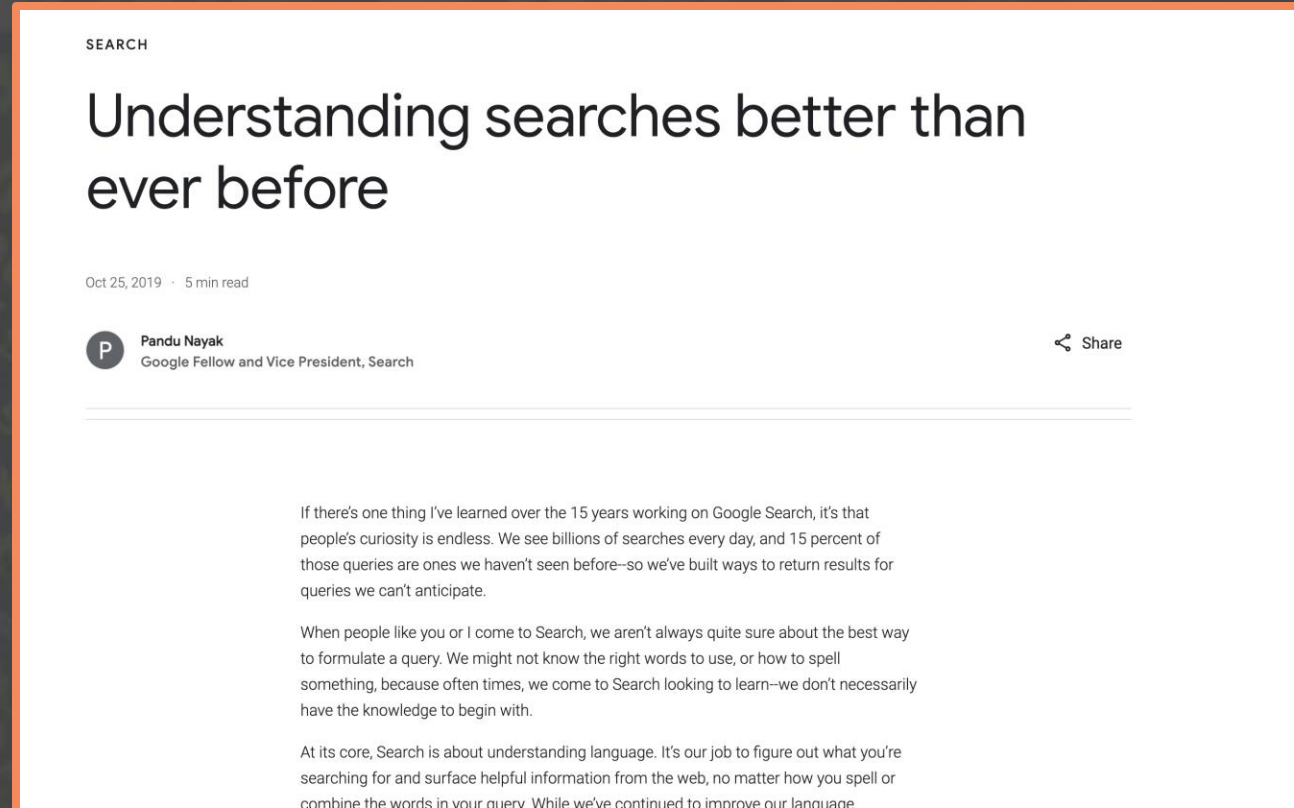 SEARCH
Understanding searches better than
ever before
Oct 25, 2019 · 5 min read
P
Pandu Nayak
Google Fellow and Vice President, Search
Share
If there’s one thing I’ve learned over the 15 years working on Google Search, it’s that
people’s curiosity is endless. We see billions of searches every day, and 15 percent of
those queries are ones we haven’t seen before--so we’ve built ways to return results for
queries we can’t anticipate.
When people like you or I come to Search, we aren’t always quite sure about the best way
to formulate a query. We might not know the right words to use, or how to spell
something, because often times, we come to Search looking to learn--we don’t necessarily
have the knowledge to begin with.
At its core, Search is about understanding language. It’s our job to figure out what you’re
searching for and surface helpful information from the web, no matter how you spell or
combine the words in your query. While we’ve continued to improve our language